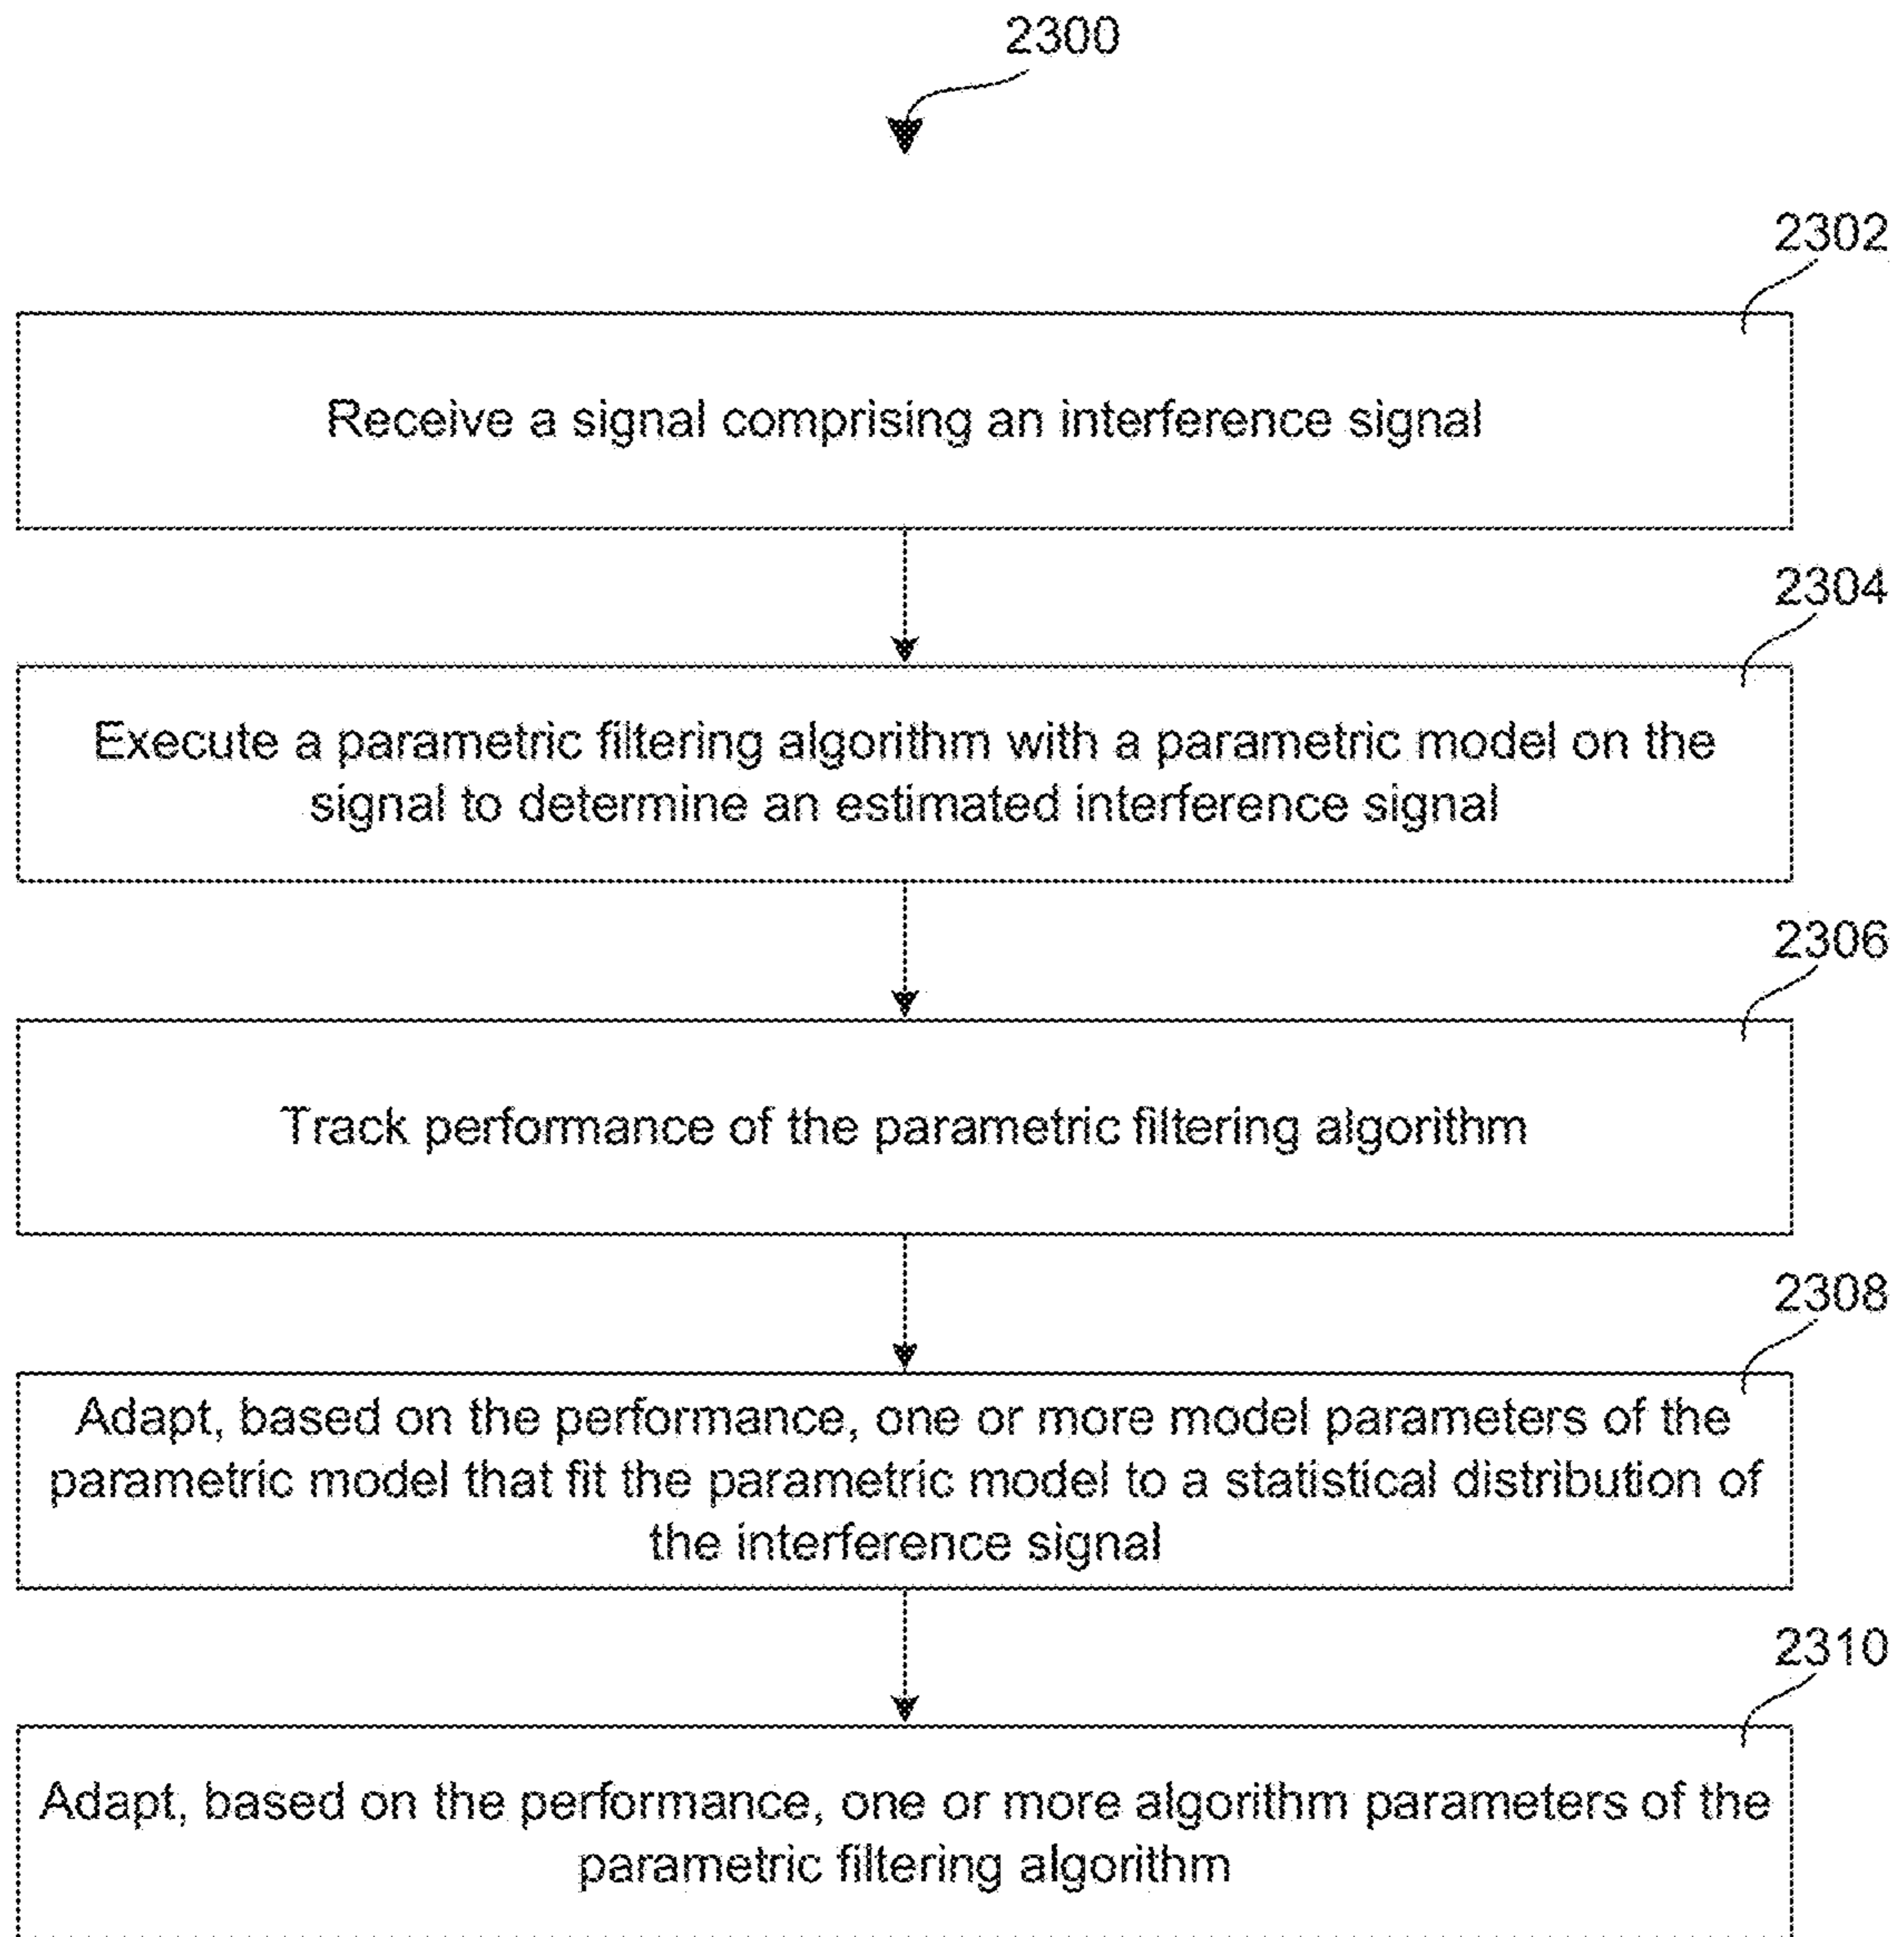 2300
2302
Receive a signal comprising an interference signal
2304
Execute a parametric filtering algorithm with a parametric model on the
signal to determine an estimated interference signal
2306
Track performance of the parametric filtering algorithm
2308
Adapt, based on the performance, one or more model parameters of the
parametric model that fit the parametric model to a statistical distribution of
the interference signal
2310
Adapt, based on the performance, one or more algorithm parameters of the
parametric filtering algorithm